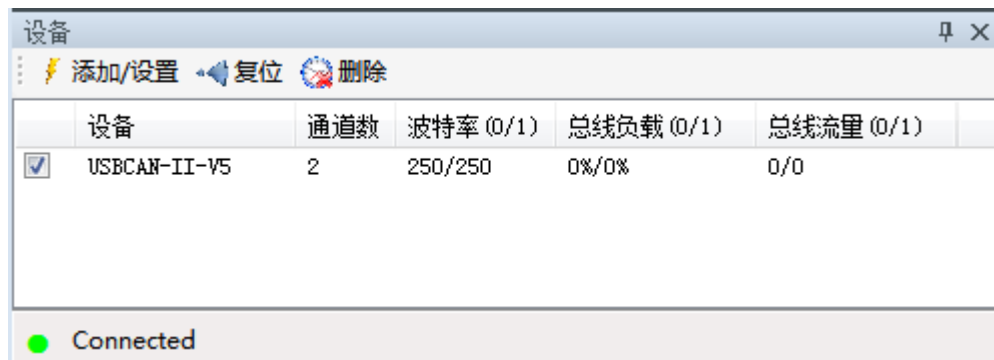 设备
添加/设置 复位 删除
设备 通道数 波特率(0/1) 总线负载(0/1) 总线流量(0/1)
USBCAN-II-V5 2 250/250 0%/0% 0/0
Connected